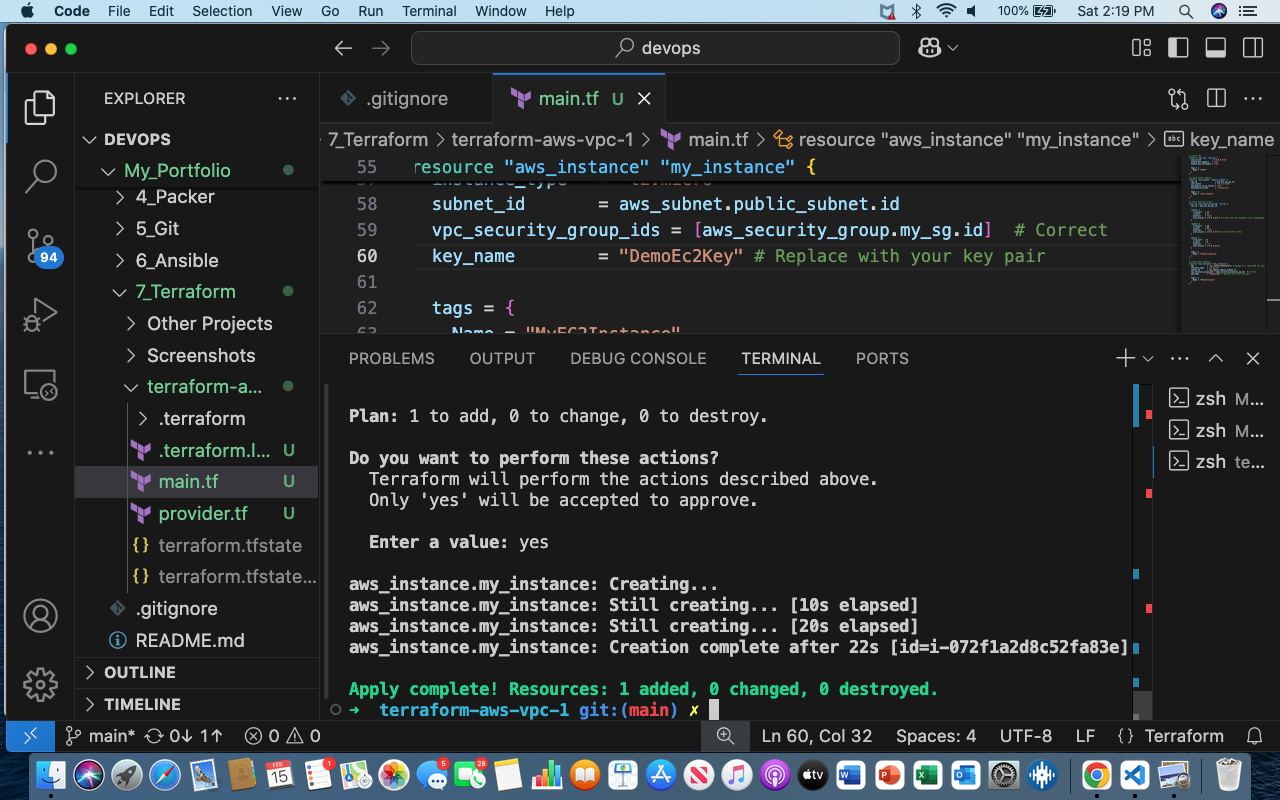 Code File Edit Selection View Go Run Terminal Window Help 100% Sat 2:19 PM
devops
EXPLORER
DEVOPS
My_Portfolio
4_Packer
5_Git
6_Ansible
7_Terraform
Other Projects
Screenshots
terraform-a...
.terraform
.terraform.l... U
main.tf U
provider.tf U
terraform.tfstate
terraform.tfstate...
.gitignore
README.md
OUTLINE
TIMELINE
94
.gitignore main.tf U
7_Terraform > terraform-aws-vpc-1 > main.tf > resource "aws_instance" "my_instance" > key_name
55 resource "aws_instance" "my_instance" {
58 subnet_id = aws_subnet.public_subnet.id
59 vpc_security_group_ids = [aws_security_group.my_sg.id] # Correct
60 key_name = "DemoEc2Key" # Replace with your key pair
61
62 tags = {
63 Name = "MyEC2Instance"
PROBLEMS OUTPUT DEBUG CONSOLE TERMINAL PORTS
Plan: 1 to add, 0 to change, 0 to destroy.
Do you want to perform these actions?
Terraform will perform the actions described above.
Only 'yes' will be accepted to approve.
Enter a value: yes
aws_instance.my_instance: Creating...
aws_instance.my_instance: Still creating... [10s elapsed]
aws_instance.my_instance: Still creating... [20s elapsed]
aws_instance.my_instance: Creation complete after 22s [id=i-072f1a2d8c52fa83e]
Apply complete! Resources: 1 added, 0 changed, 0 destroyed.
→ terraform-aws-vpc-1 git:(main) ✗
zsh M...
zsh M...
zsh te...
main* 0↓ 1↑ 0 0 Ln 60, Col 32 Spaces: 4 UTF-8 LF {} Terraform
FEB
15
1
6
28
tv